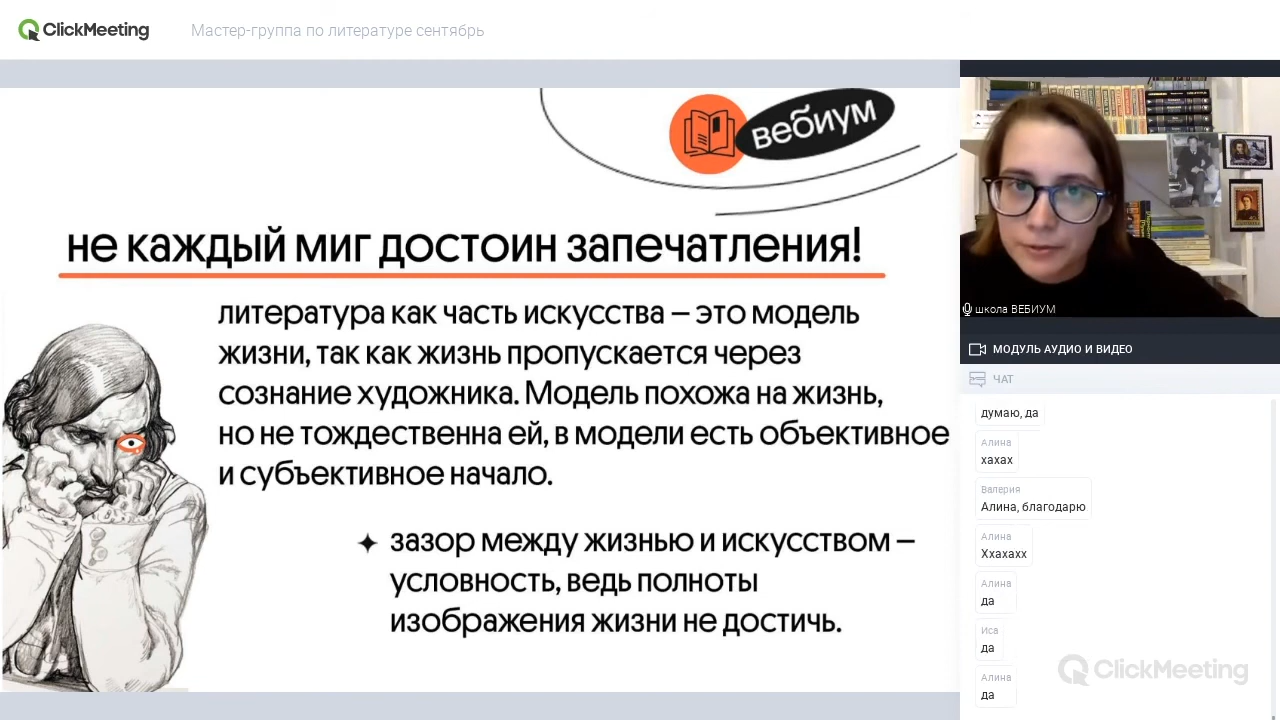 ClickMeeting
Мастер-группа по литературе сентябрь
вебиум
не каждый миг достоин запечатления!
литература как часть искусства – это модель
жизни, так как жизнь пропускается через
сознание художника. Модель похожа на жизнь,
но не тождественна ей, в модели есть объективное
и субъективное начало.
зазор между жизнью и искусством –
условность, ведь полноты
изображения жизни не достичь.
школа ВЕБИУМ
МОДУЛЬ АУДИО И ВИДЕО
ЧАТ
думаю, да
Алина
хахах
Валерия
Алина, благодарю
Алина
Ххахахх
Алина
да
Иса
да
Алина
да
ClickMeeting